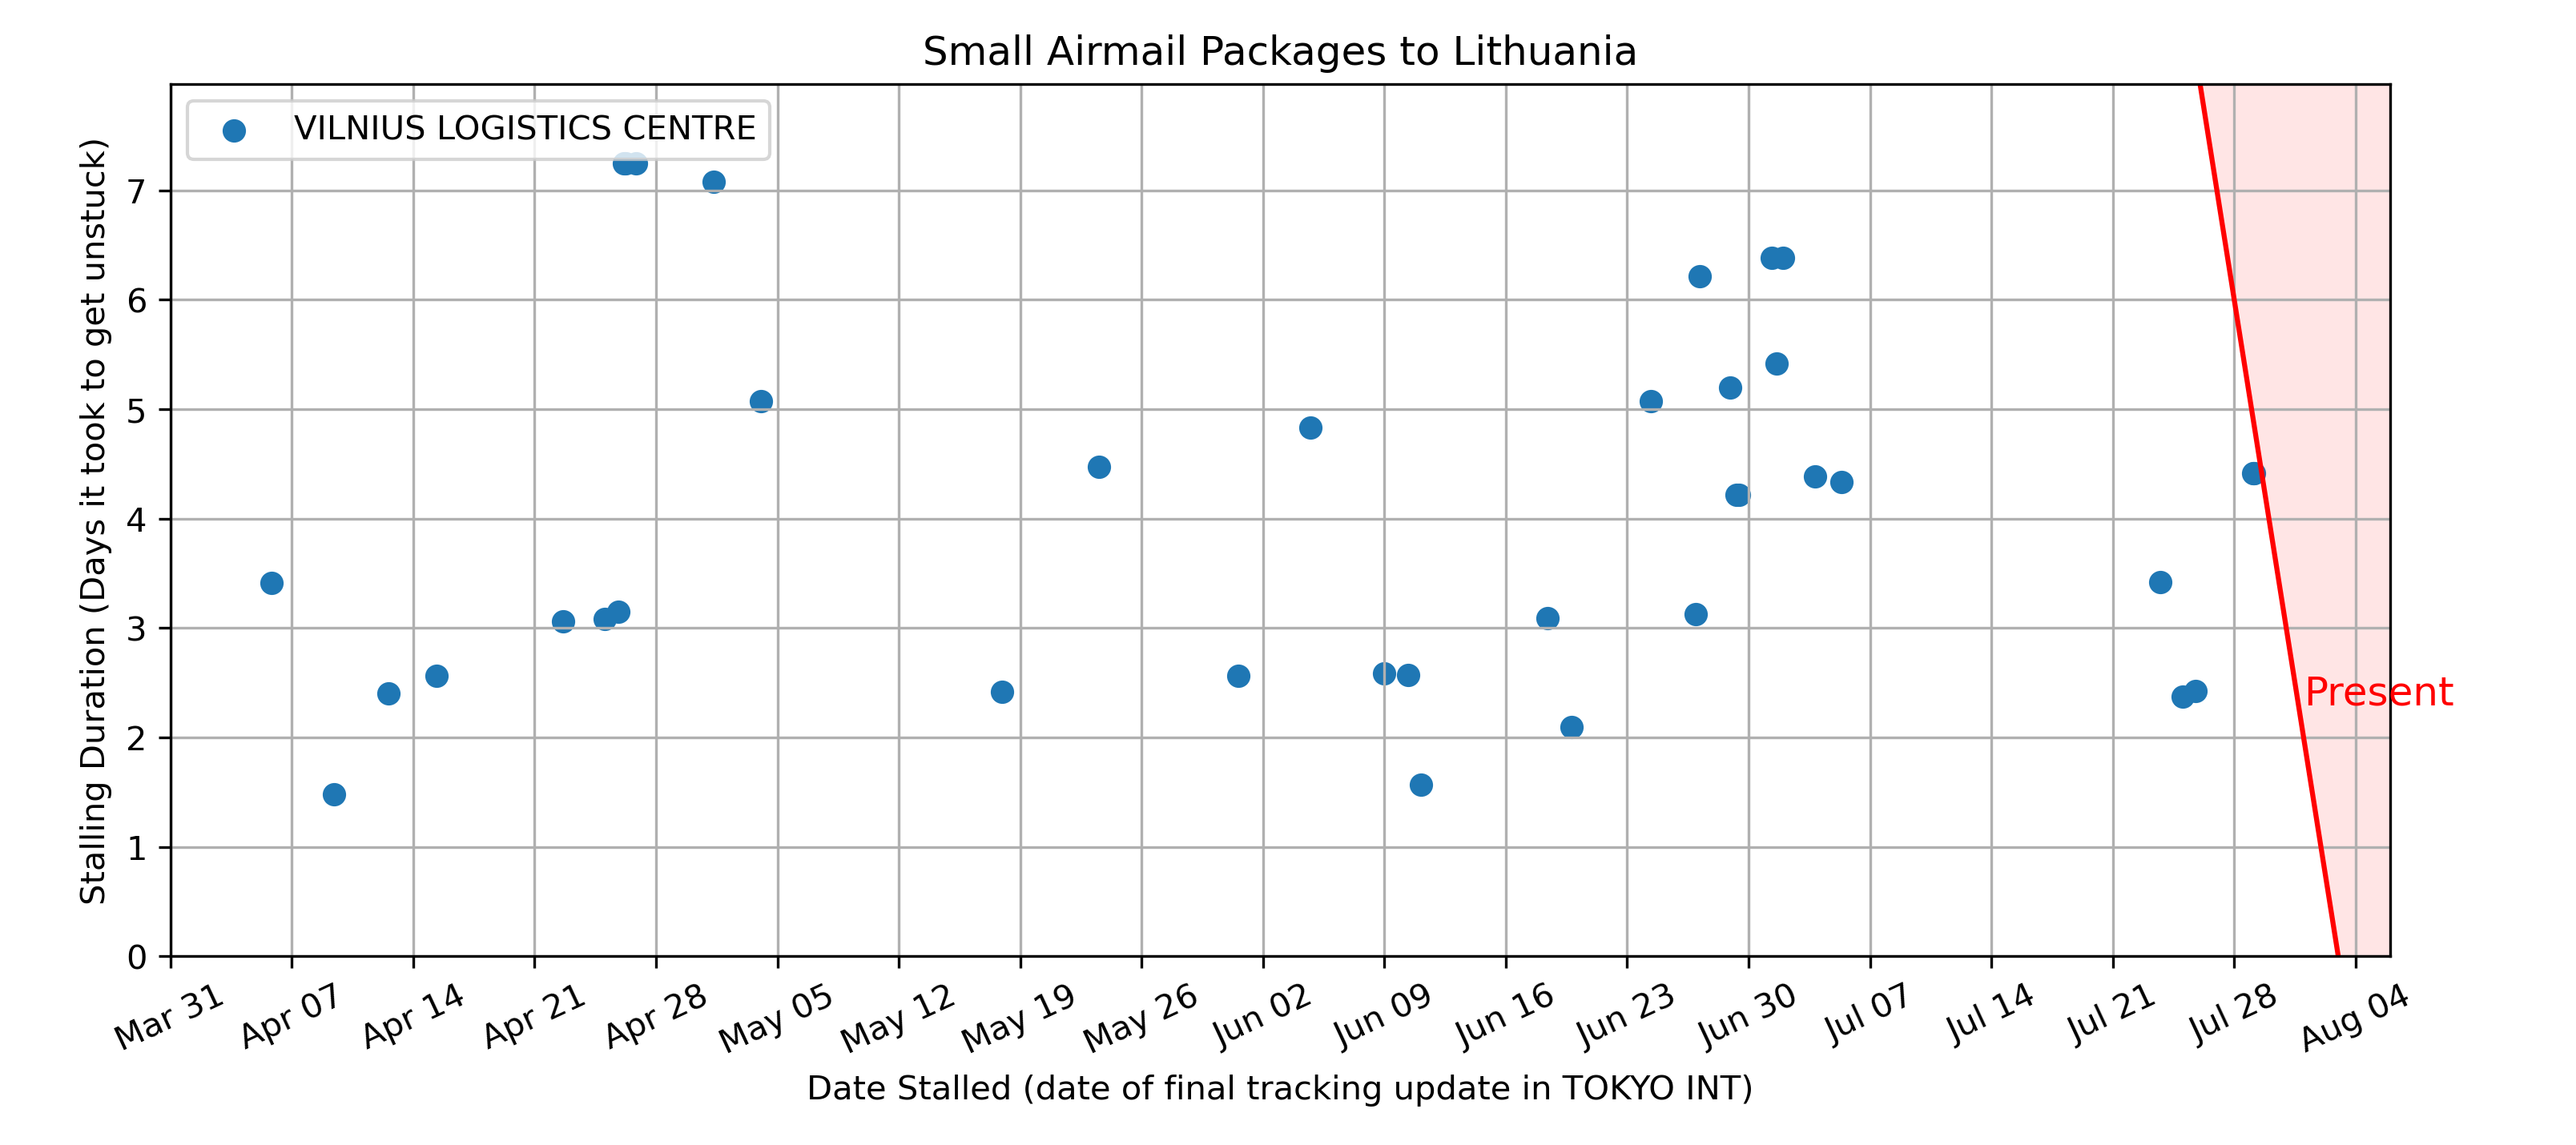 Small Airmail Packages to Lithuania
VILNIUS LOGISTICS CENTRE
Stalling Duration (Days it took to get unstuck)
7
6
5
4
3
2
1
0
Present
Mar 31
Apr 07
Apr 14
Apr 21
Apr 28
May 05
May 12
May 19
May 26
Jun 02
Jun 09
Jun 16
Jun 23
Jun 30
Jul 07
Jul 14
Jul 21
Jul 28
Aug 04
Date Stalled (date of final tracking update in TOKYO INT)